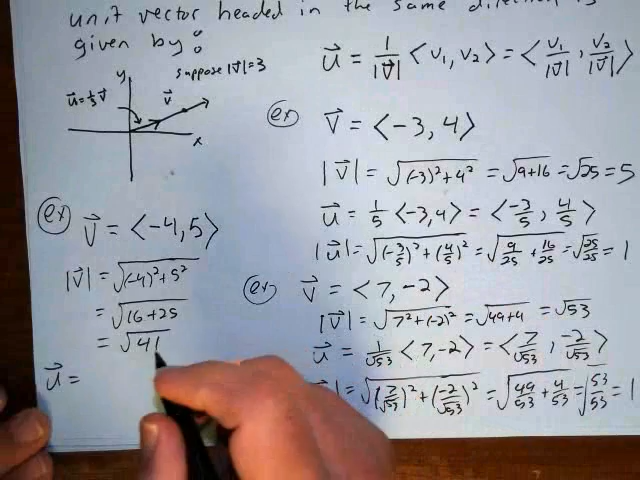 unit vector headed in the same direction is
given by:
u⃗ = 1/|v⃗| <v₁, v₂> = <v₁/|v⃗|, v₂/|v⃗|>
y
suppose |v⃗|=3
u⃗=⅓v⃗
v⃗
x
ex
v⃗ = <-3, 4>
|v⃗| = √((-3)²+4²) = √(9+16) = √25 = 5
u⃗ = 1/5 <-3, 4> = <-3/5, 4/5>
|u⃗| = √((-3/5)²+(4/5)²) = √(9/25+16/25) = √(25/25) = 1
ex
v⃗ = <-4, 5>
|v⃗| = √((-4)²+5²)
= √(16+25)
= √41
u⃗ =
ex
v⃗ = <7, -2>
|v⃗| = √(7²+(-2)²) = √(49+4) = √53
u⃗ = 1/√53 <7, -2> = <7/√53, -2/√53>
| = √((7/√53)²+(-2/√53)²) = √(49/53+4/53) = √(53/53) = 1